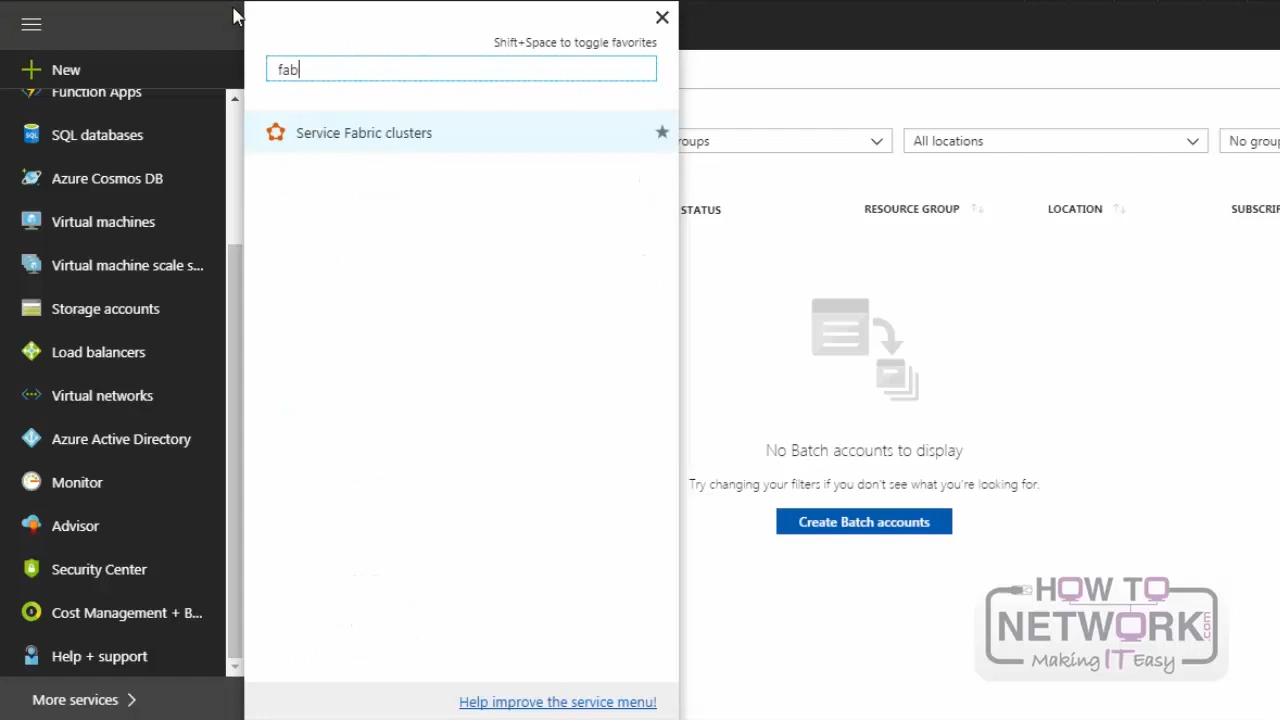 New
Function Apps
SQL databases
Azure Cosmos DB
Virtual machines
Virtual machine scale s...
Storage accounts
Load balancers
Virtual networks
Azure Active Directory
Monitor
Advisor
Security Center
Cost Management + B...
Help + support
More services
Shift+Space to toggle favorites
fab
Service Fabric clusters
Help improve the service menu!
roups
All locations
No group
STATUS
RESOURCE GROUP
LOCATION
SUBSCRIP
No Batch accounts to display
Try changing your filters if you don't see what you're looking for.
Create Batch accounts
HOW TO
NETWORK.com
Making IT Easy